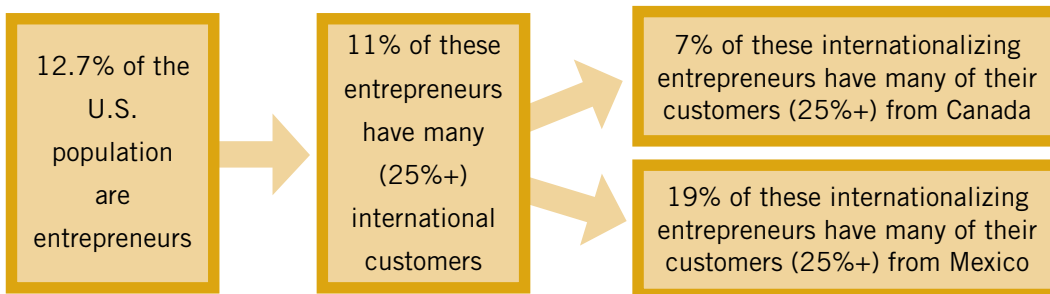 12.7% of the
U.S.
population
are
entrepreneurs
11% of these
entrepreneurs
have many
(25%+)
international
customers
7% of these internationalizing
entrepreneurs have many of their
customers (25%+) from Canada
19% of these internationalizing
entrepreneurs have many of their
customers (25%+) from Mexico